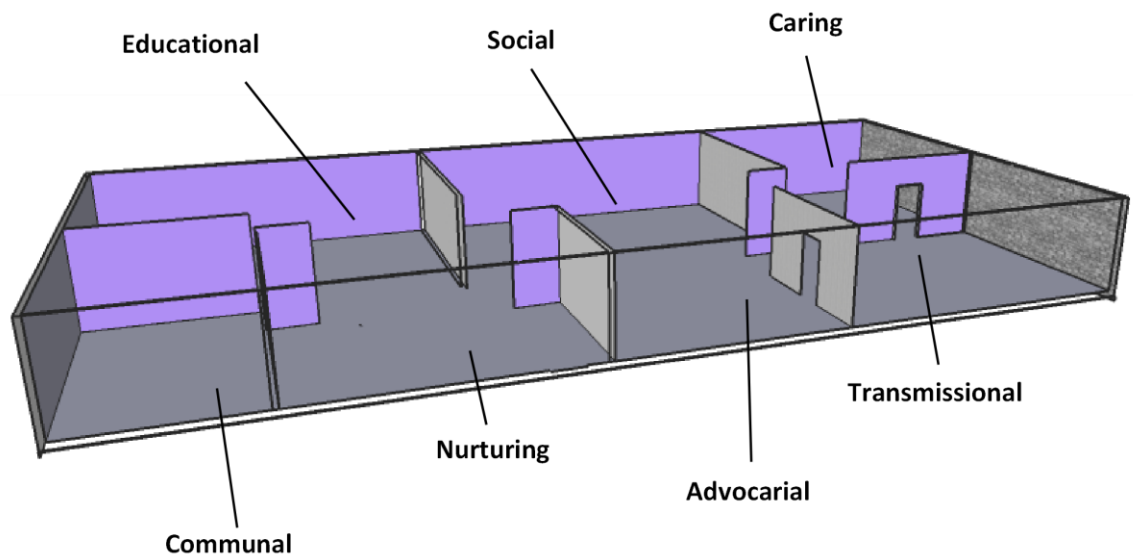 Caring
Social
Educational
Transmissional
Nurturing
Advocarial
Communal